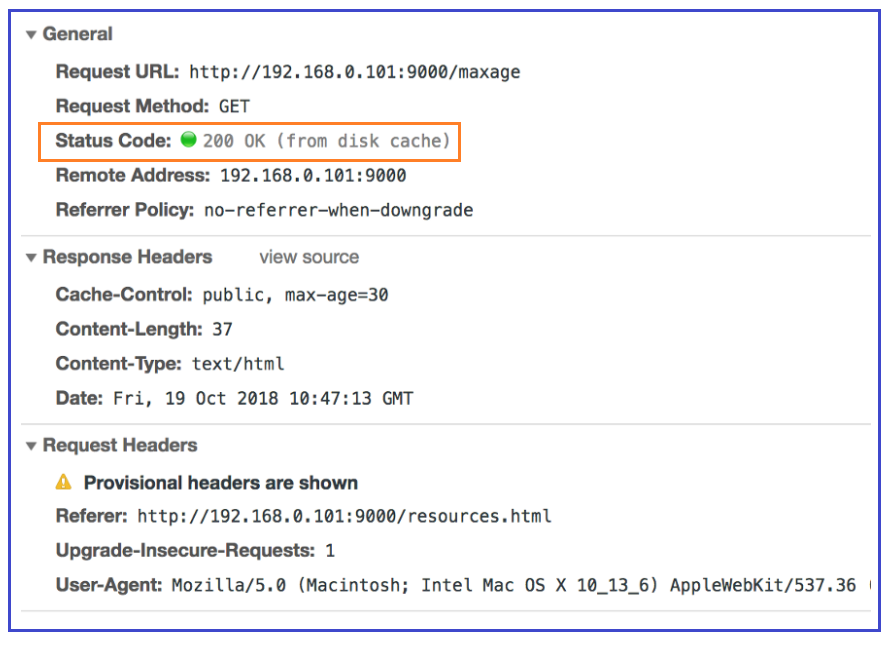 General
Request URL: http://192.168.0.101:9000/maxage
Request Method: GET
Status Code: 200 OK (from disk cache)
Remote Address: 192.168.0.101:9000
Referrer Policy: no-referrer-when-downgrade
Response Headers view source
Cache-Control: public, max-age=30
Content-Length: 37
Content-Type: text/html
Date: Fri, 19 Oct 2018 10:47:13 GMT
Request Headers
Provisional headers are shown
Referer: http://192.168.0.101:9000/resources.html
Upgrade-Insecure-Requests: 1
User-Agent: Mozilla/5.0 (Macintosh; Intel Mac OS X 10_13_6) AppleWebKit/537.36 (